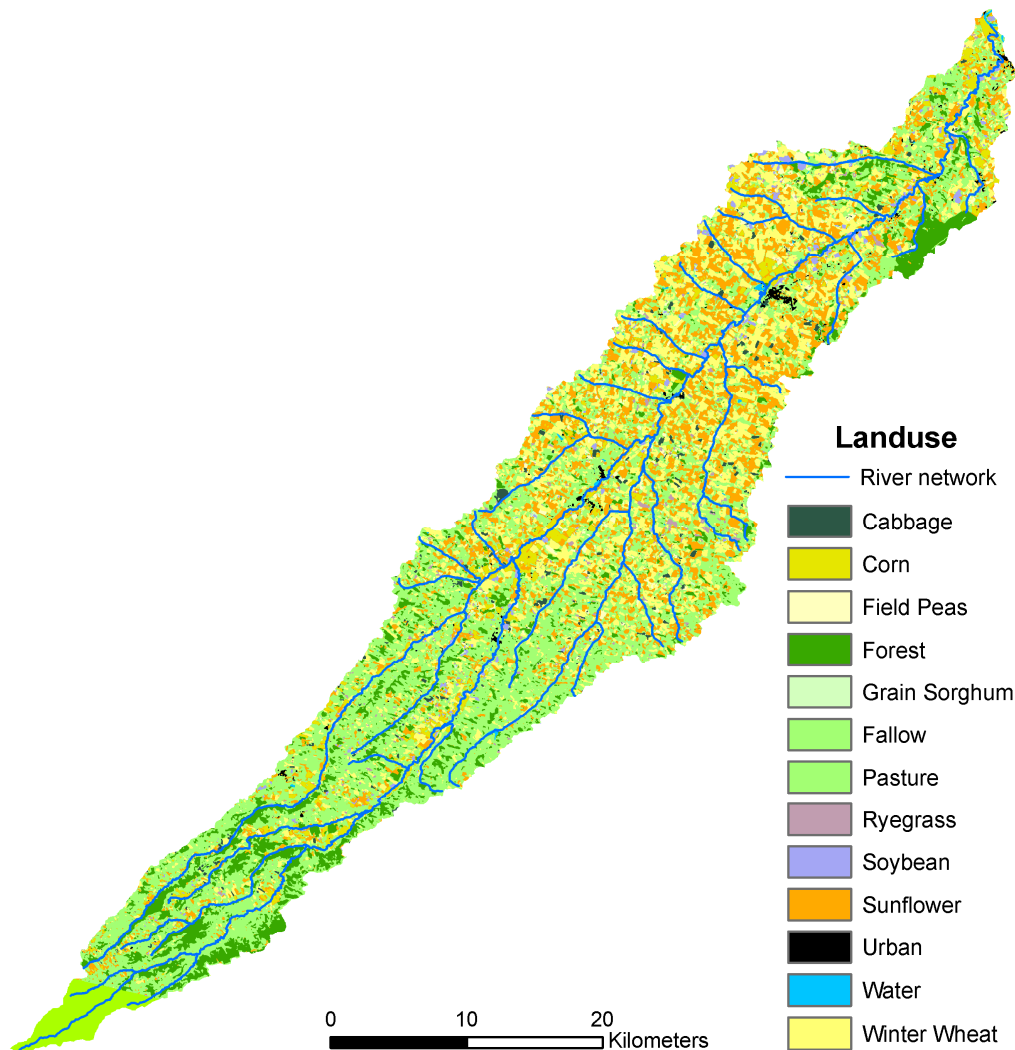 Landuse
River network
Cabbage
Corn
Field Peas
Forest
Grain Sorghum
Fallow
Pasture
Ryegrass
Soybean
Sunflower
Urban
Water
Winter Wheat
0 10 20
Kilometers